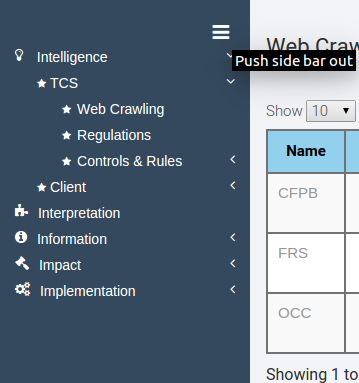 Web Craw
Intelligence
Push side bar out
TCS
Web Crawling
Show 10
Regulations
Name
Controls & Rules
Client
CFPB
Interpretation
Information
FRS
Impact
Implementation
OCC
Showing 1 to